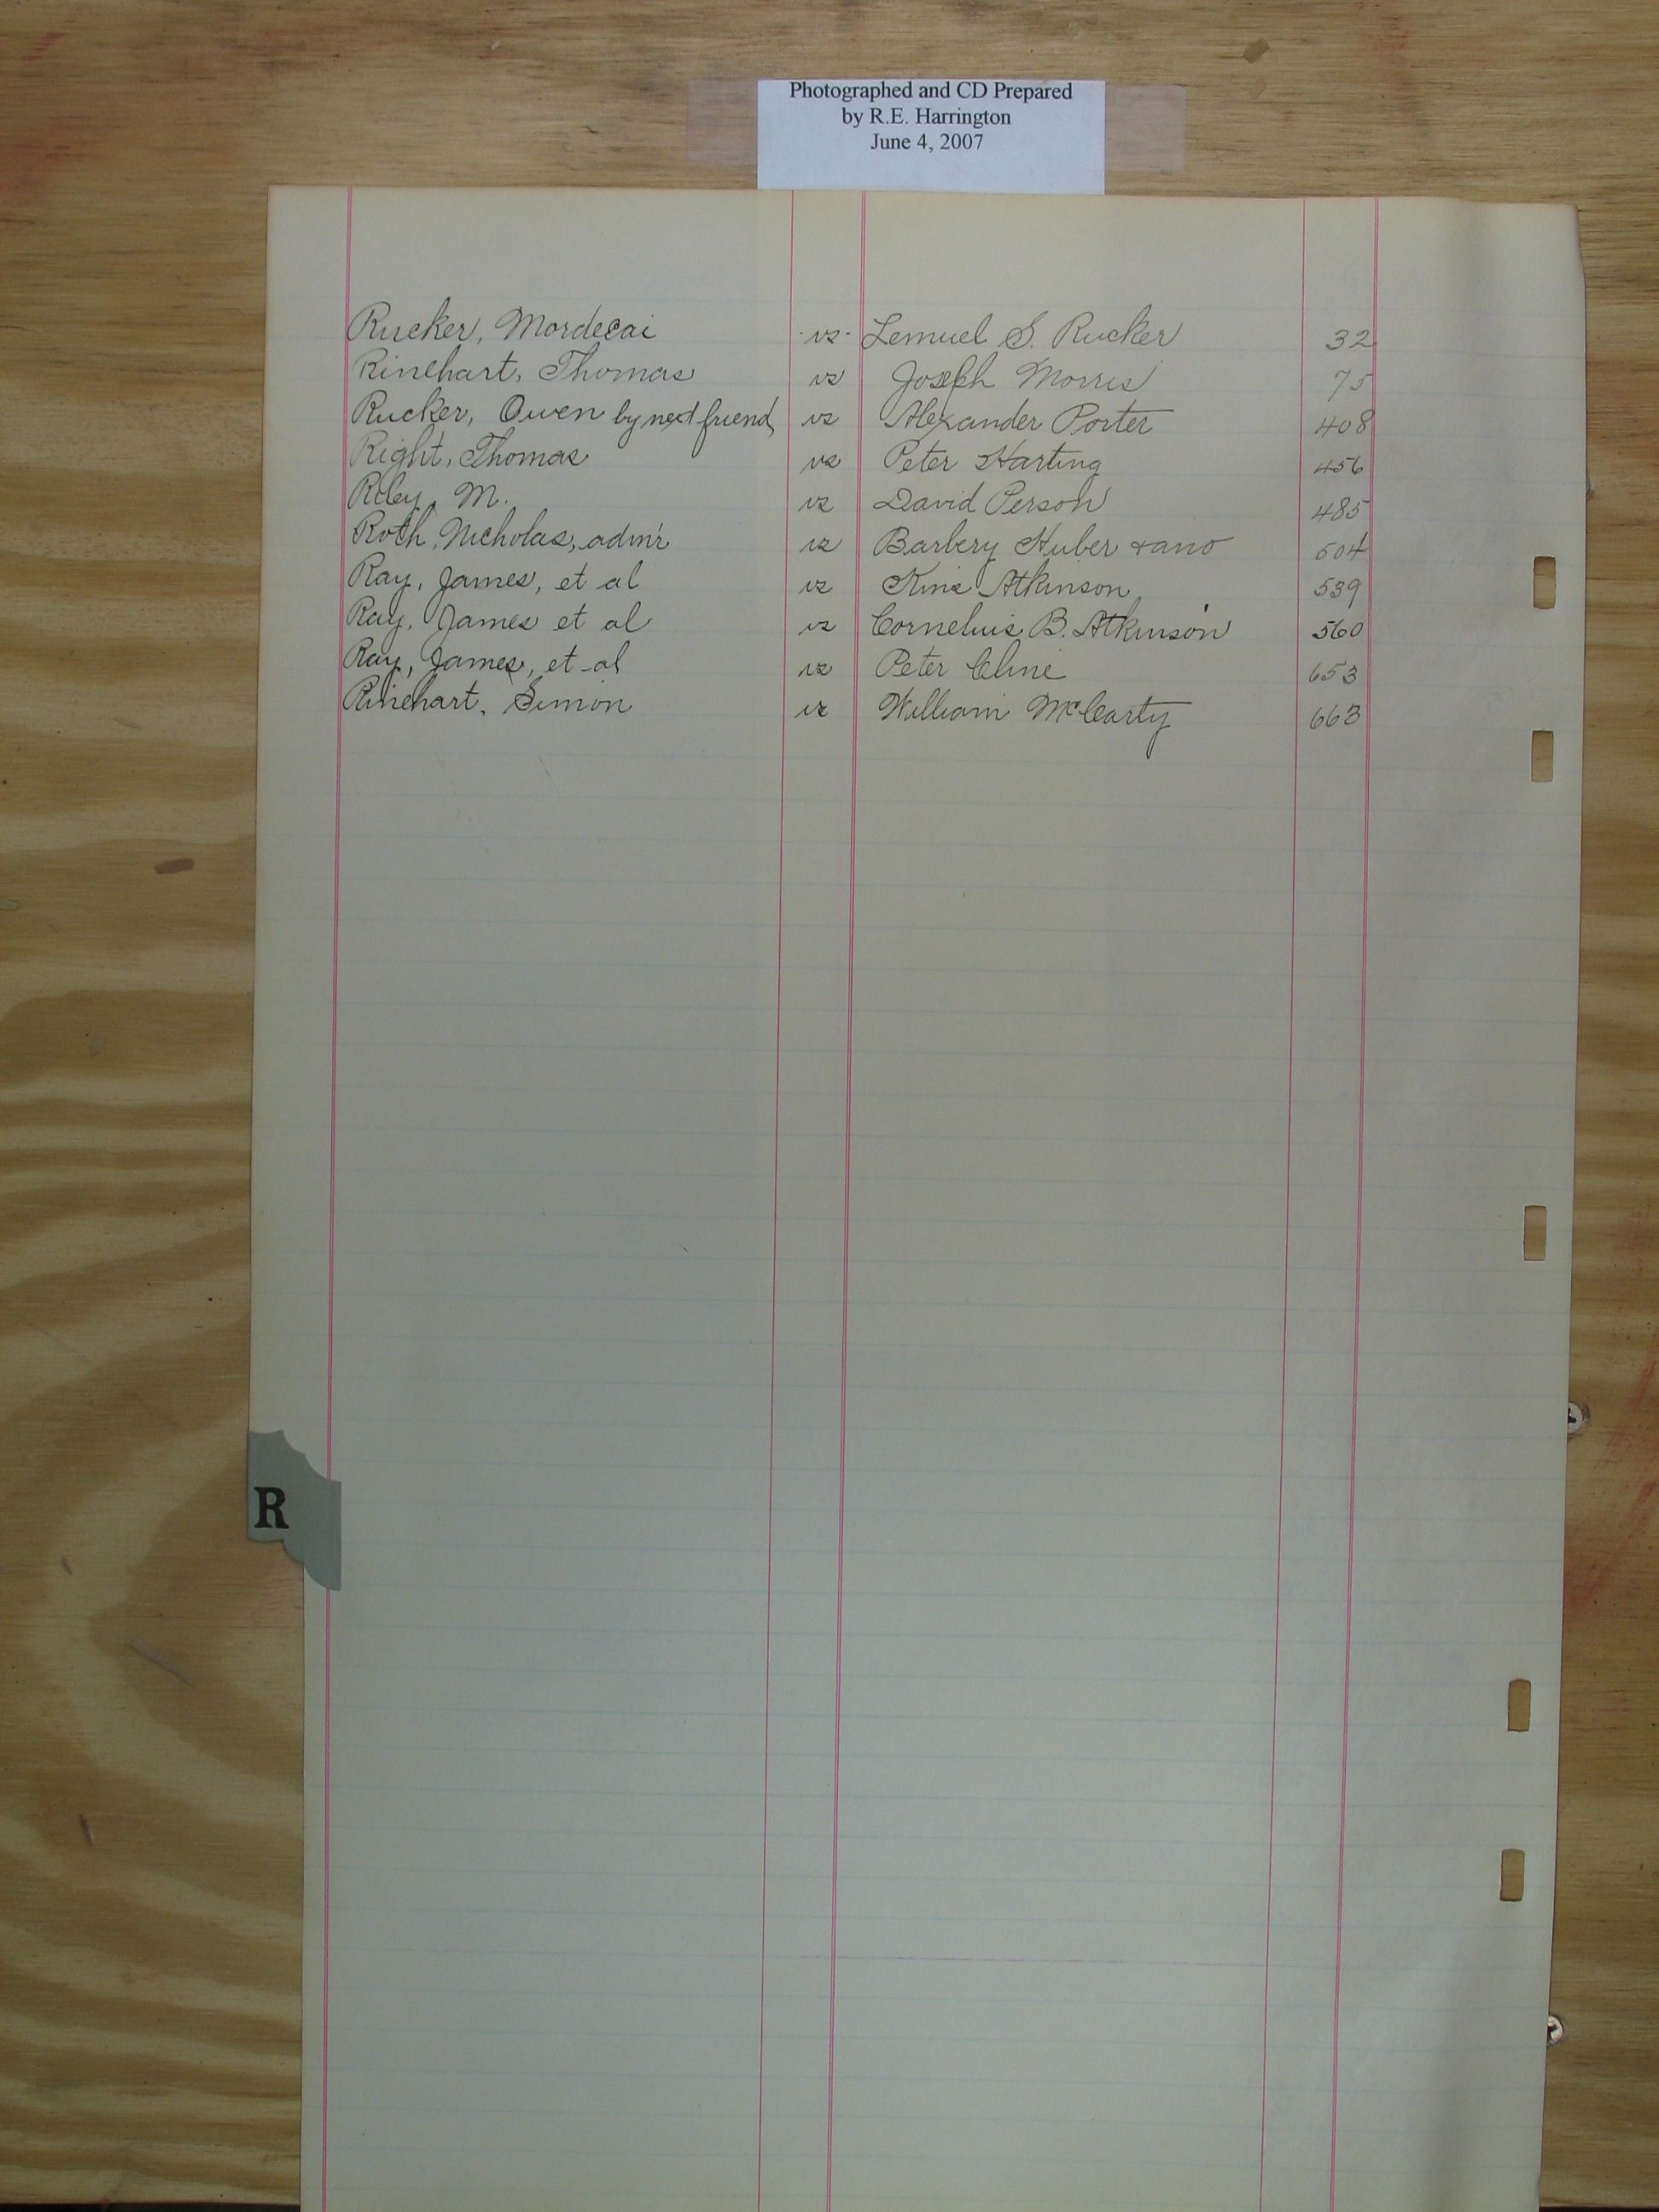 Photographed and CD Prepared
by R.E. Harrington
June 4, 2007
Rucker, Mordecai vs Lemuel S. Rucker 32
Rinehart, Thomas vs Joseph Morris 75
Rucker, Owen by next friend, vs Alexander Porter 408
Right, Thomas vs Peter Harting 456
Riley, M. vs David Person 485
Roth, Nicholas, adm'r vs Barbery Huber & ano 504
Ray, James, et al vs Atkinson 539
Ray, James et al vs Cornelius B. Atkinson 560
Ray, James, et al vs Peter Cline 653
Rinehart, Simon vs William McCarty 663
R